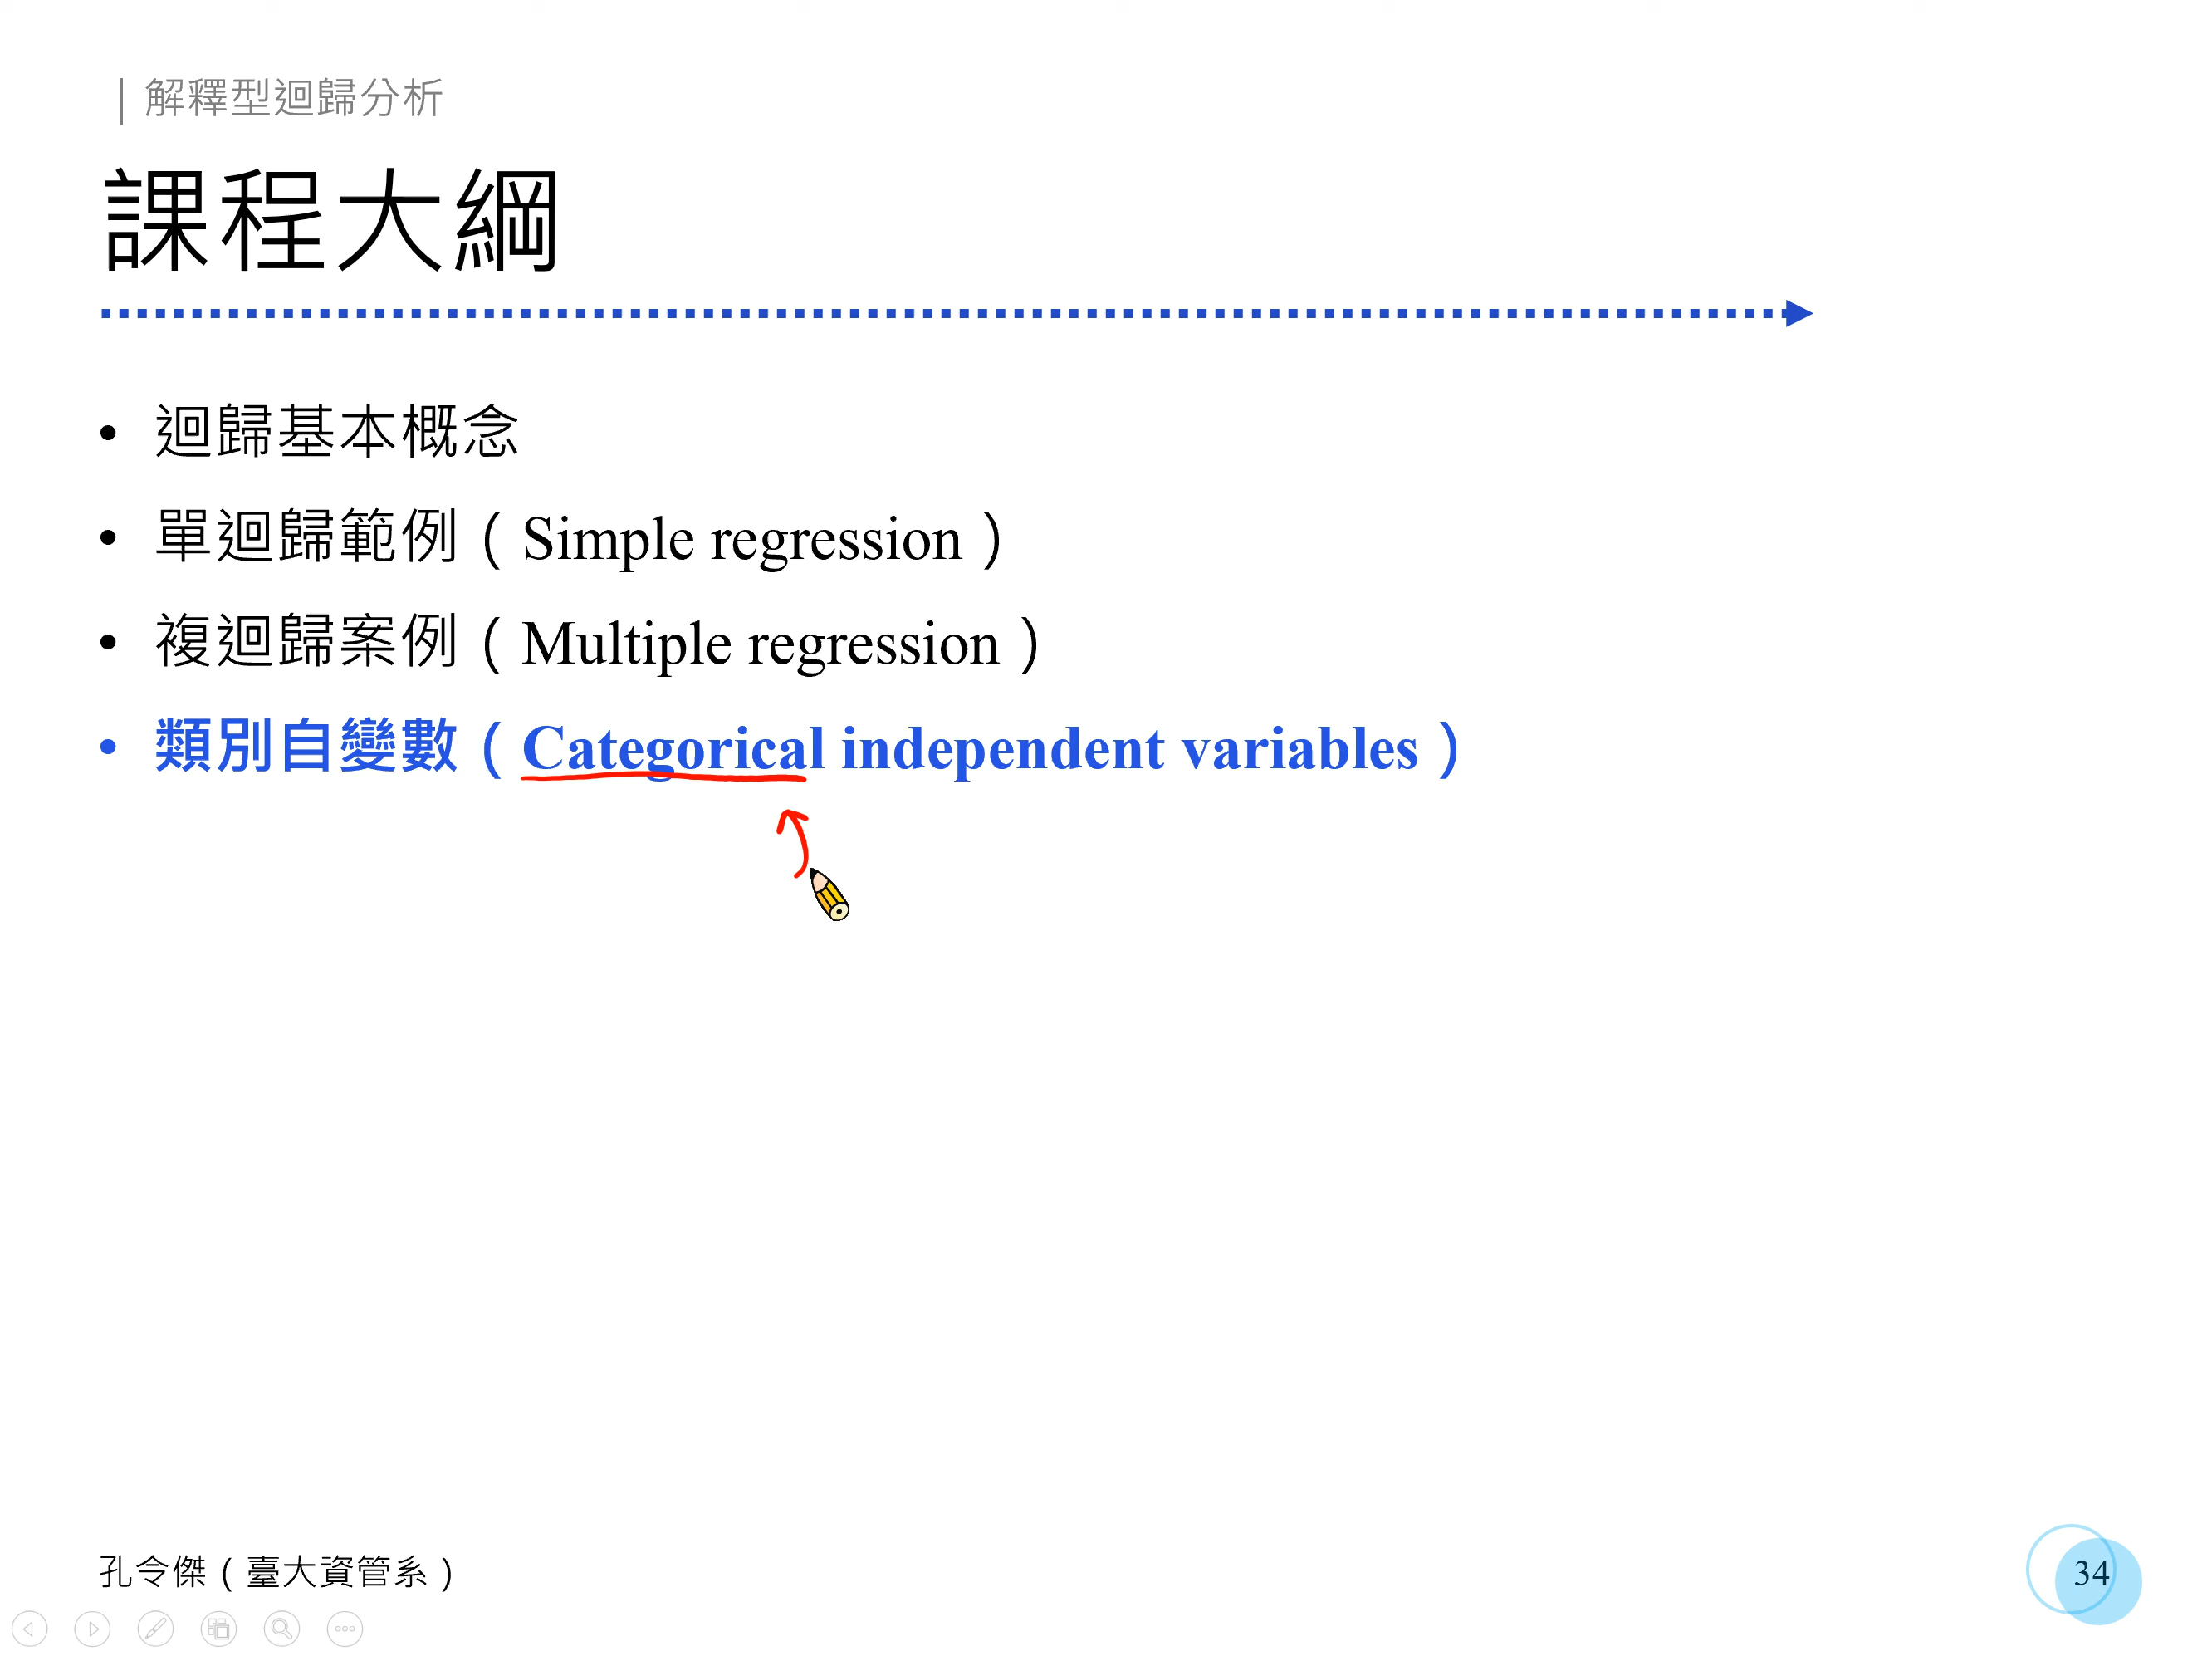 解釋型迴歸分析
課程大綱
• 迴歸基本概念
• 單迴歸範例（Simple regression）
• 複迴歸案例（Multiple regression）
• 類別自變數（Categorical independent variables）
孔令傑（臺大資管系）
34